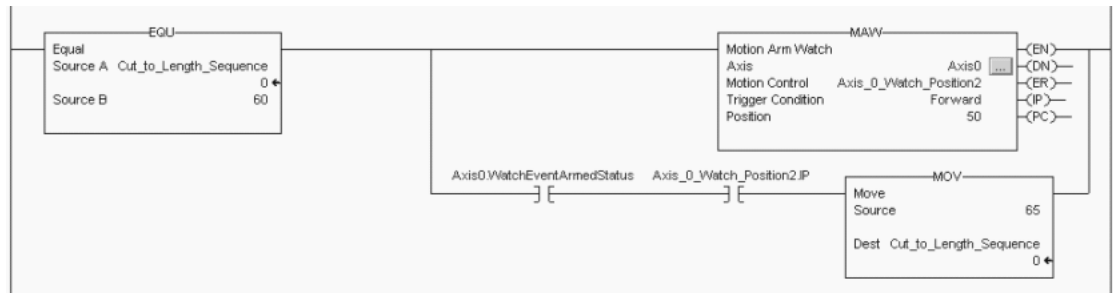 EQU
Equal
Source A Cut_to_Length_Sequence
0
Source B 60
MAW
Motion Arm Watch
Axis Axis0 ...
Motion Control Axis_0_Watch_Position2
Trigger Condition Forward
Position 50
EN
DN
ER
IP
PC
Axis0.WatchEventArmedStatus Axis_0_Watch_Position2.IP
MOV
Move
Source 65
Dest Cut_to_Length_Sequence
0